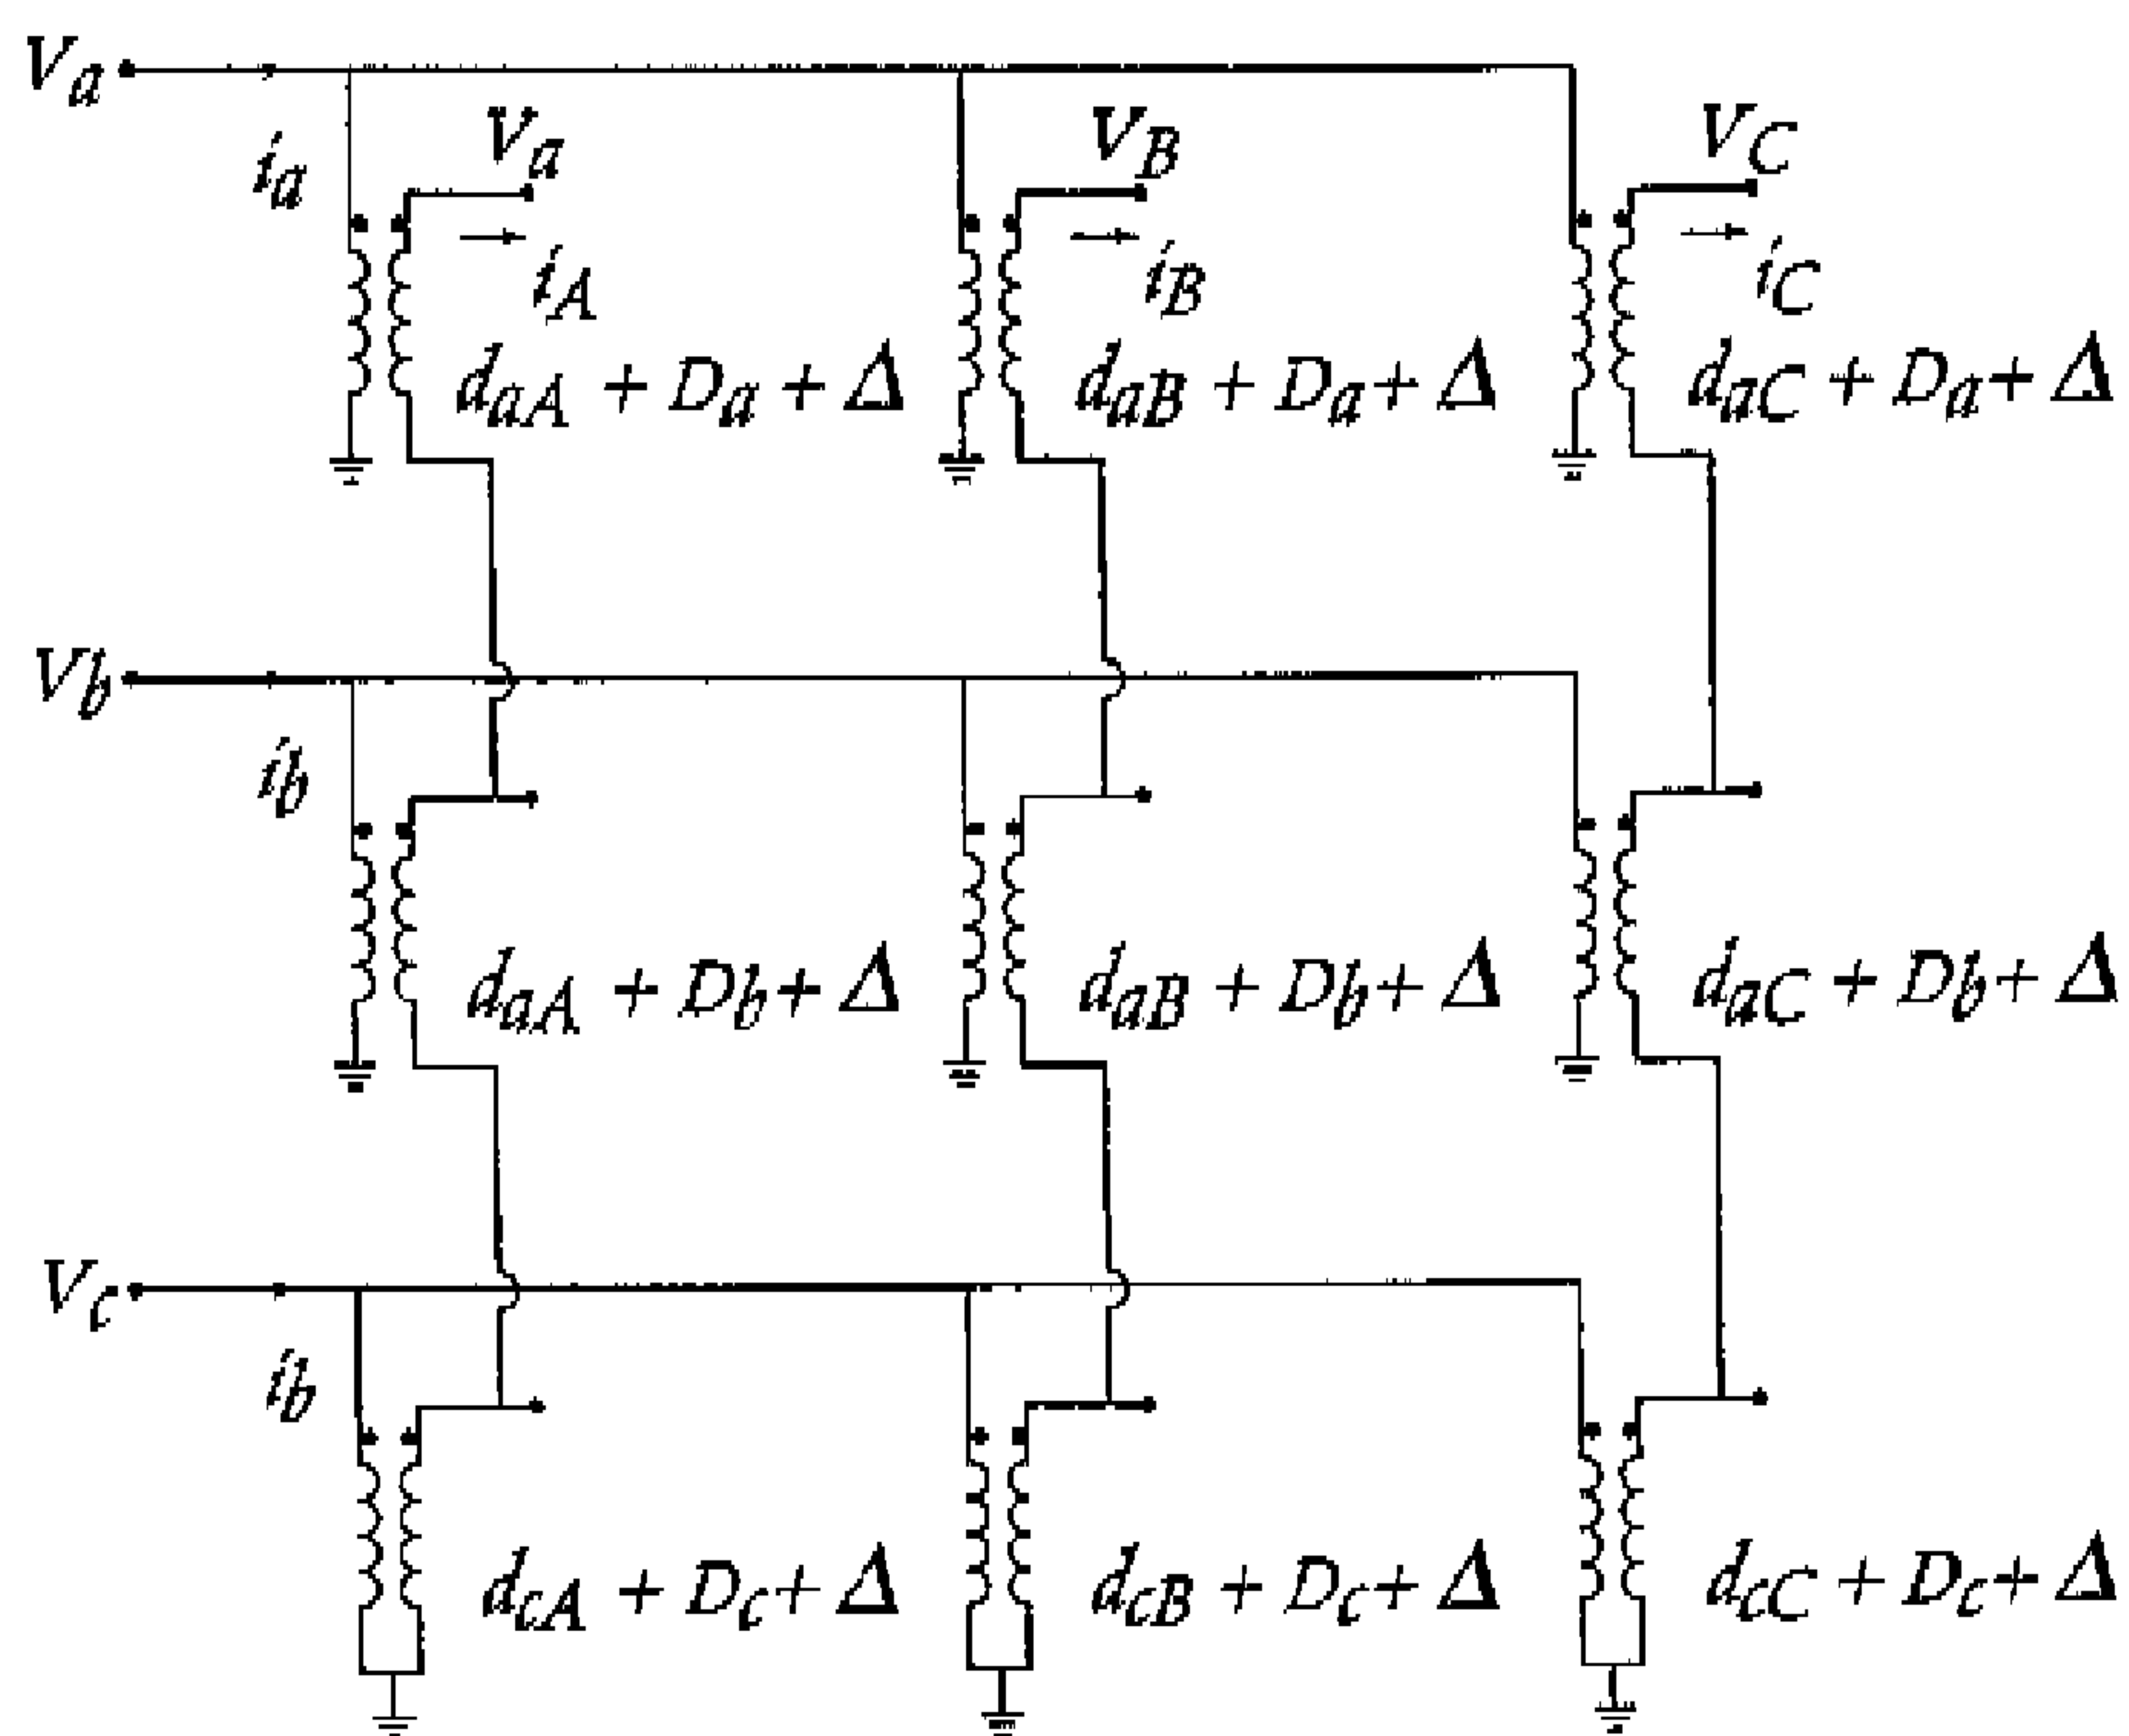 Va
Va
VB
VC
ia
iA
iB
iC
daA + Da + Δ
daB + Da + Δ
daC + Da + Δ
Vb
ib
daA + Db + Δ
daB + Db + Δ
daC + Db + Δ
Vc
ib
dcA + Dc + Δ
dcB + Dc + Δ
dcC + Dc + Δ